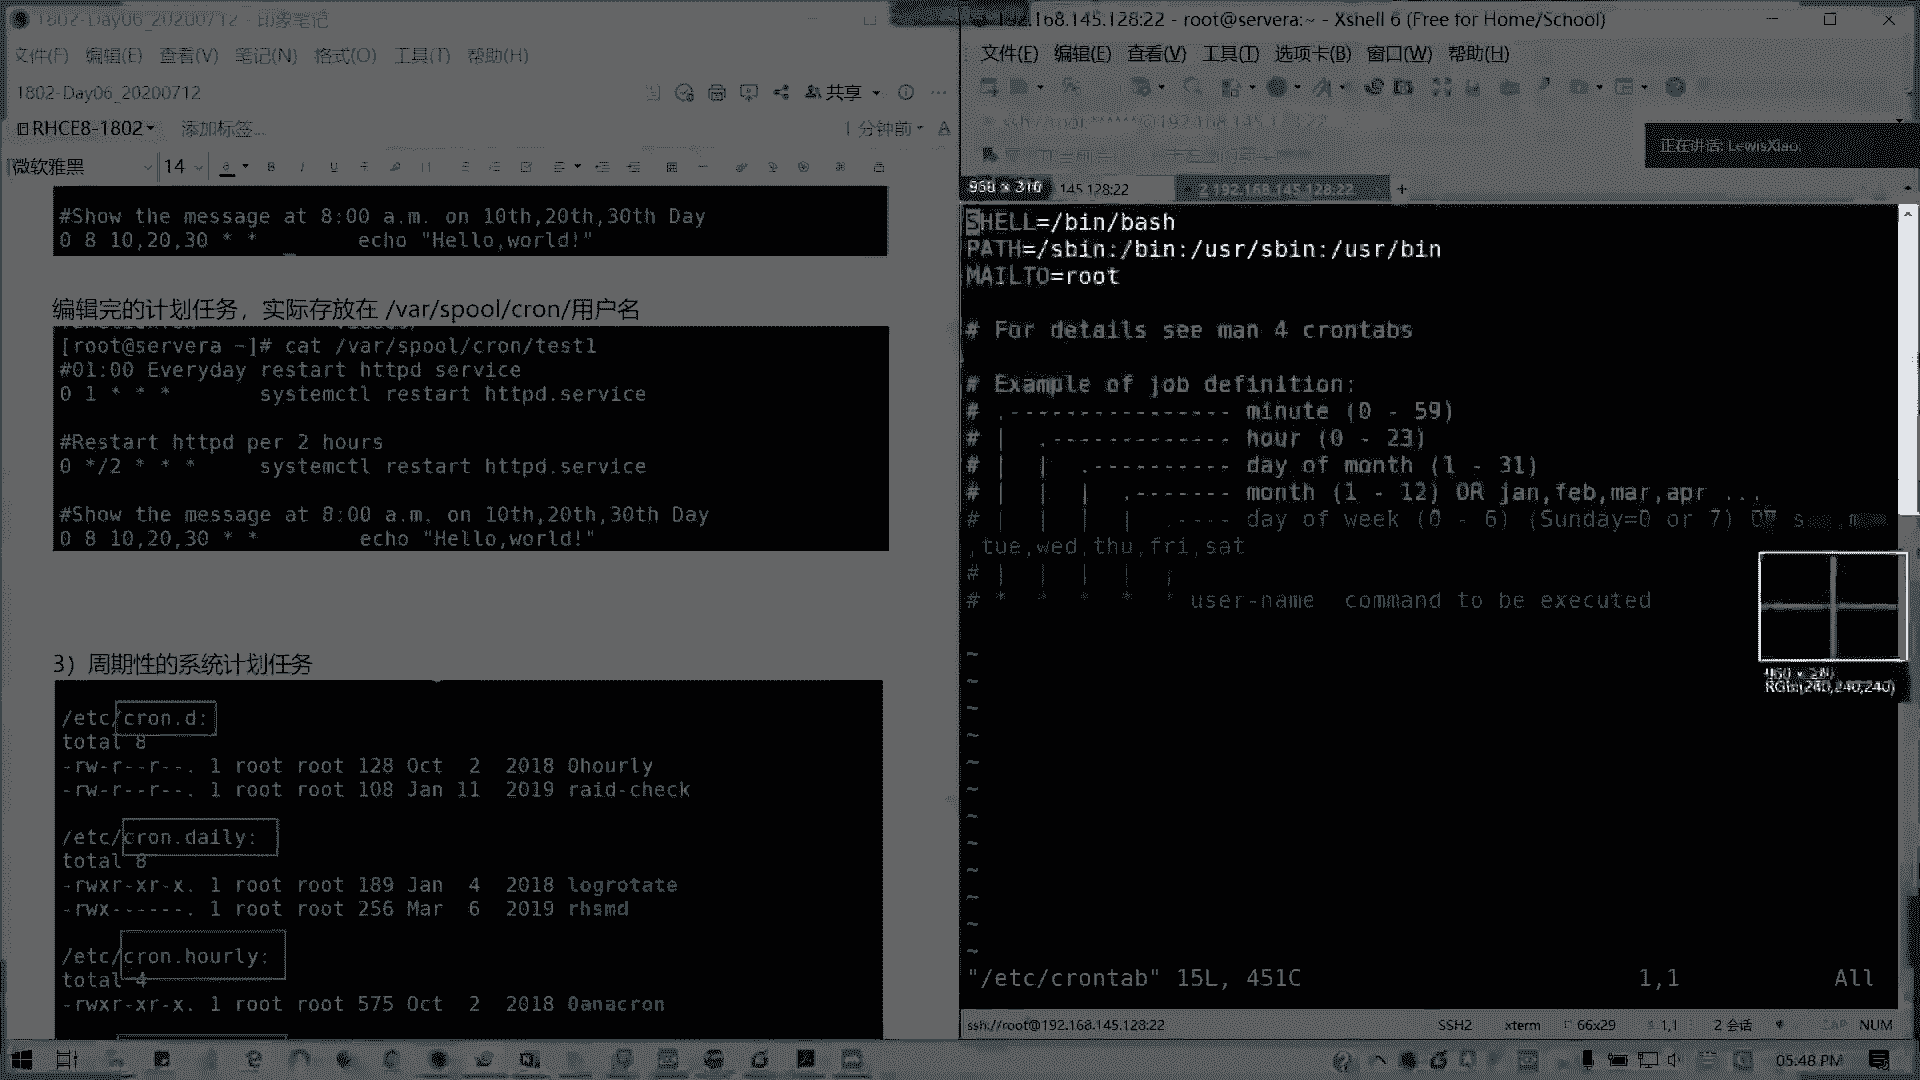 1802-Day06_20200712 - 印象笔记
文件(F) 编辑(E) 查看(V) 笔记(N) 格式(O) 工具(T) 帮助(H)
1802-Day06_20200712
共享
RHCE8-1802
添加标签...
1 分钟前
微软雅黑
14
#Show the message at 8:00 a.m. on 10th,20th,30th Day
0 8 10,20,30 * * echo "Hello,world!"
编辑完的计划任务，实际存放在 /var/spool/cron/用户名
[root@servera ~]# cat /var/spool/cron/test1
#01:00 Everyday restart httpd service
0 1 * * * systemctl restart httpd.service
#Restart httpd per 2 hours
0 */2 * * * systemctl restart httpd.service
#Show the message at 8:00 a.m. on 10th,20th,30th Day
0 8 10,20,30 * * echo "Hello,world!"
3）周期性的系统计划任务
/etc/cron.d:
total 8
-rw-r--r--. 1 root root 128 Oct 2 2018 0hourly
-rw-r--r--. 1 root root 108 Jan 11 2019 raid-check
/etc/cron.daily:
total 8
-rwxr-xr-x. 1 root root 189 Jan 4 2018 logrotate
-rwx------. 1 root root 256 Mar 6 2019 rhsmd
/etc/cron.hourly:
total 4
-rwxr-xr-x. 1 root root 575 Oct 2 2018 0anacron
192.168.145.128:22 - root@servera:~ - Xshell 6 (Free for Home/School)
文件(F) 编辑(E) 查看(V) 工具(T) 选项卡(B) 窗口(W) 帮助(H)
正在讲话: LewisXiao,
145.128:22
2 192.168.145.128:22
+
SHELL=/bin/bash
PATH=/sbin:/bin:/usr/sbin:/usr/bin
MAILTO=root
# For details see man 4 crontabs
# Example of job definition:
# .---------------- minute (0 - 59)
# | .------------- hour (0 - 23)
# | | .---------- day of month (1 - 31)
# | | | .------- month (1 - 12) OR jan,feb,mar,apr ...
# | | | | .---- day of week (0 - 6) (Sunday=0 or 7) OR
,tue,wed,thu,fri,sat
# | | | | |
# * * * * * user-name command to be executed
~
~
~
~
~
~
~
~
~
~
~
~
RGB:(240,240,240)
"/etc/crontab" 15L, 451C 1,1 All
ssh://root@192.168.145.128:22 SSH2 xterm 66x29 1,1 2 会话 CAP NUM
05:48 PM